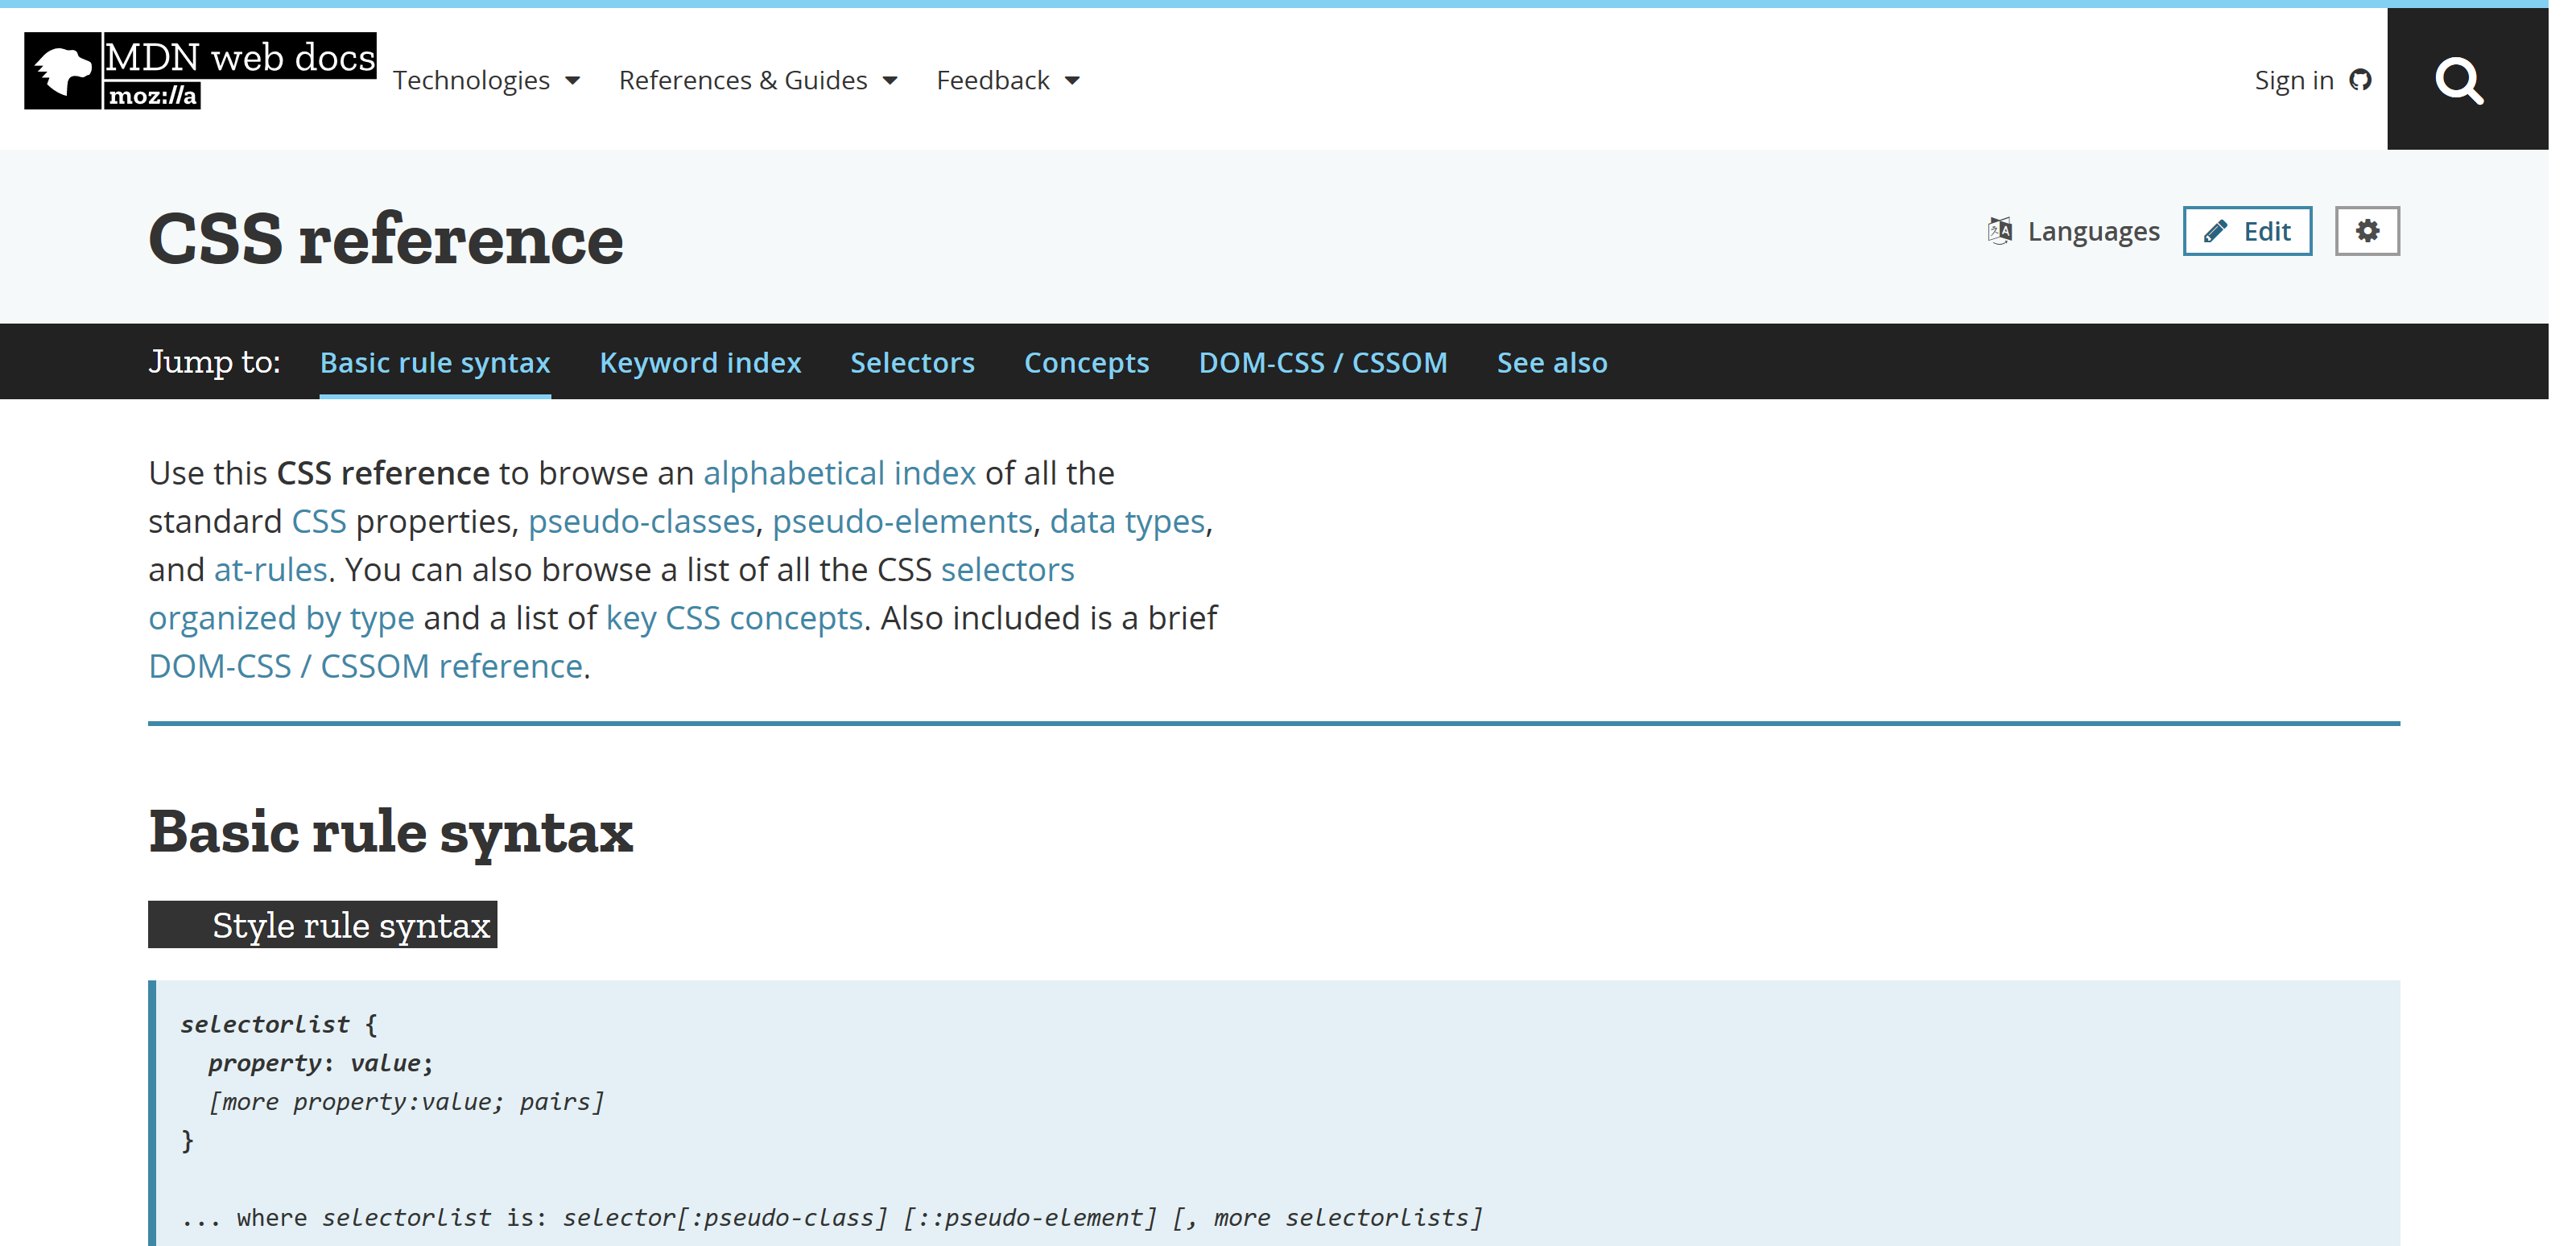 MDN web docs
moz://a
Technologies References & Guides Feedback Sign in
CSS reference
Languages Edit
Jump to: Basic rule syntax Keyword index Selectors Concepts DOM-CSS / CSSOM See also
Use this CSS reference to browse an alphabetical index of all the
standard CSS properties, pseudo-classes, pseudo-elements, data types,
and at-rules. You can also browse a list of all the CSS selectors
organized by type and a list of key CSS concepts. Also included is a brief
DOM-CSS / CSSOM reference.
Basic rule syntax
Style rule syntax
selectorlist {
  property: value;
  [more property:value; pairs]
}
... where selectorlist is: selector[:pseudo-class] [::pseudo-element] [, more selectorlists]